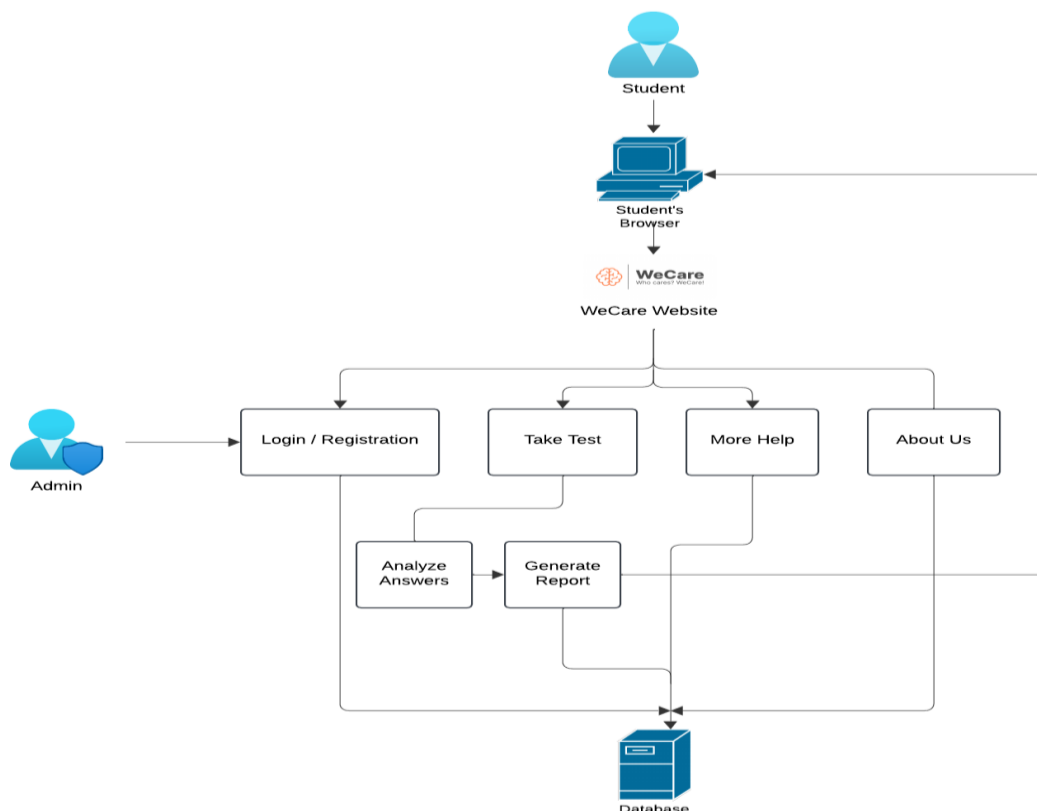 Student
Student's
Browser
WeCare
Who cares? WeCare!
WeCare Website
Login / Registration
Take Test
More Help
About Us
Admin
Analyze
Answers
Generate
Report
Database